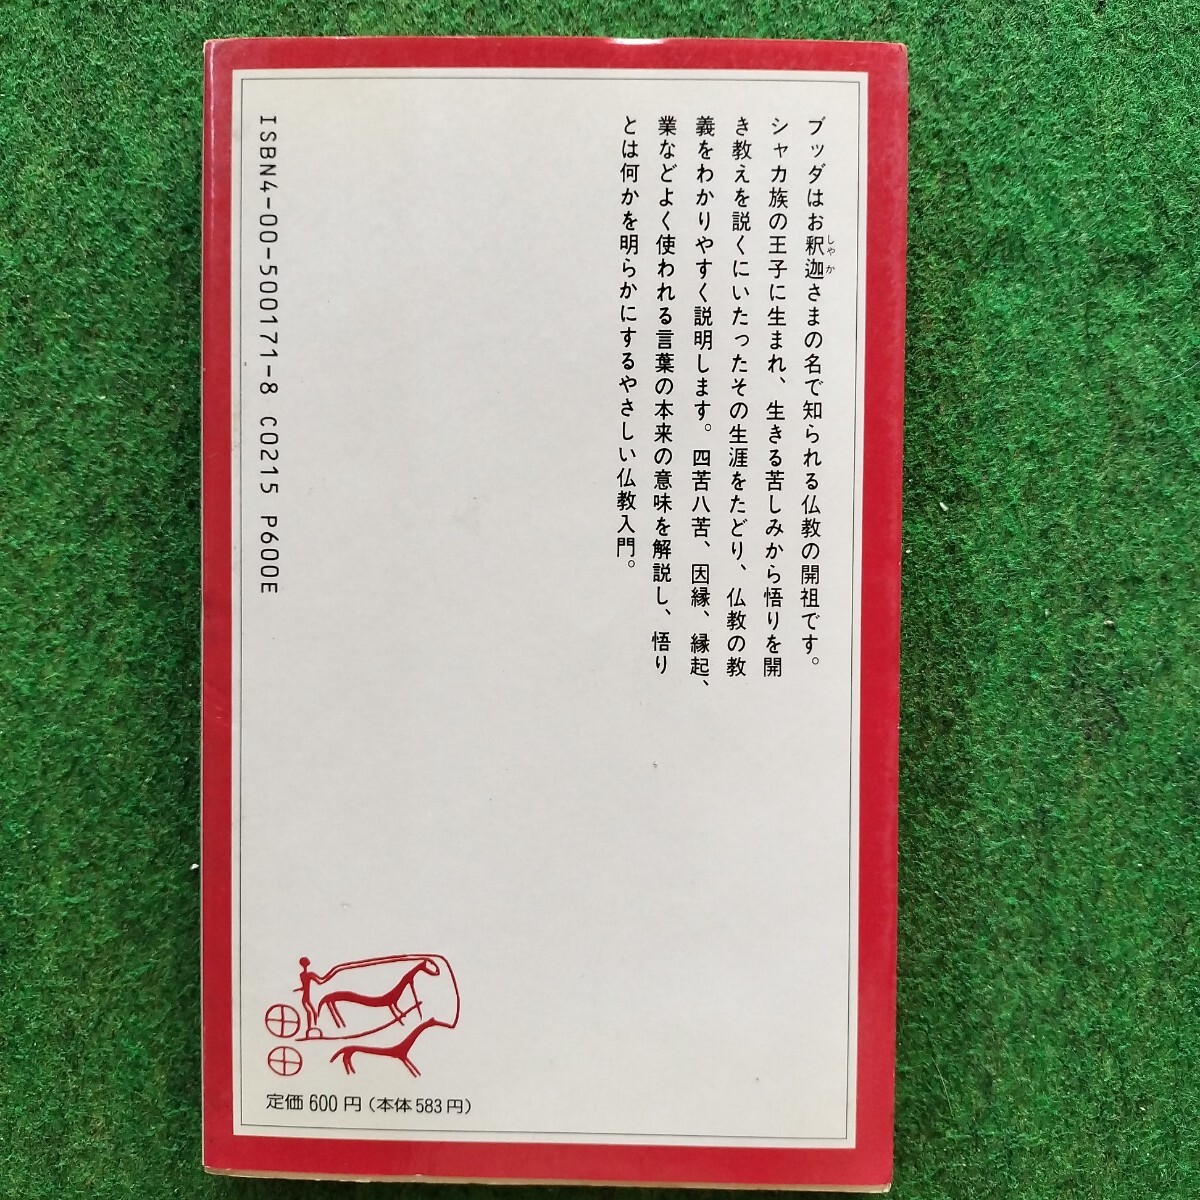 ブッダはお釈迦さまの名で知られる仏教の開祖です。
しゃか
シャカ族の王子に生まれ、生きる苦しみから悟りを開
き教えを説くにいたったその生涯をたどり、仏教の教
義をわかりやすく説明します。四苦八苦、因縁、縁起、
業などよく使われる言葉の本来の意味を解説し、悟り
とは何かを明らかにするやさしい仏教入門。
ISBN4-00-500171-8 C0215 P600E
定価 600 円 (本体 583 円)